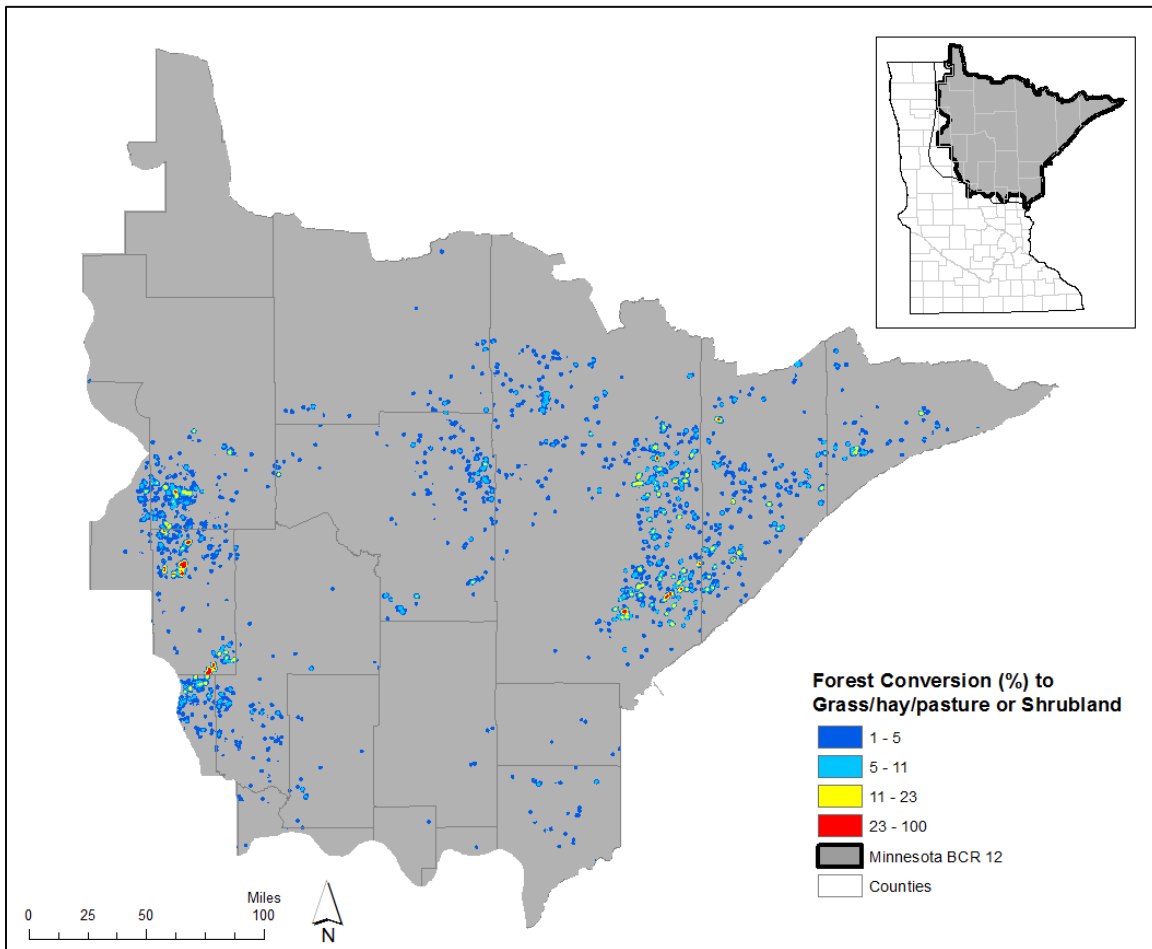 Forest Conversion (%) to
Grass/hay/pasture or Shrubland
1 - 5
5 - 11
11 - 23
23 - 100
Minnesota BCR 12
Counties
Miles
0 25 50 100
N